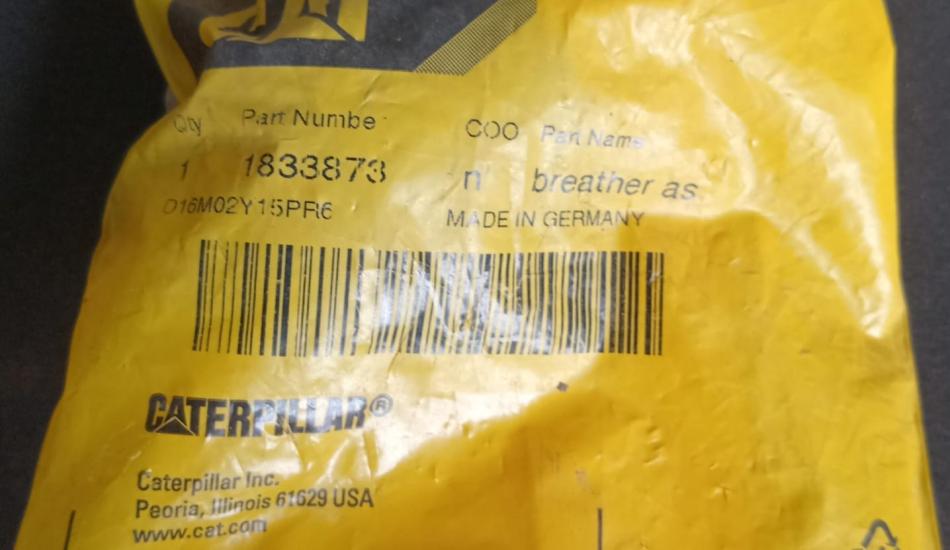 Qty Part Numbe COO Part Name
1 1833873 n breather as
D16M02Y15PR6 MADE IN GERMANY
CATERPILLAR®
Caterpillar Inc.
Peoria, Illinois 61629 USA
www.cat.com